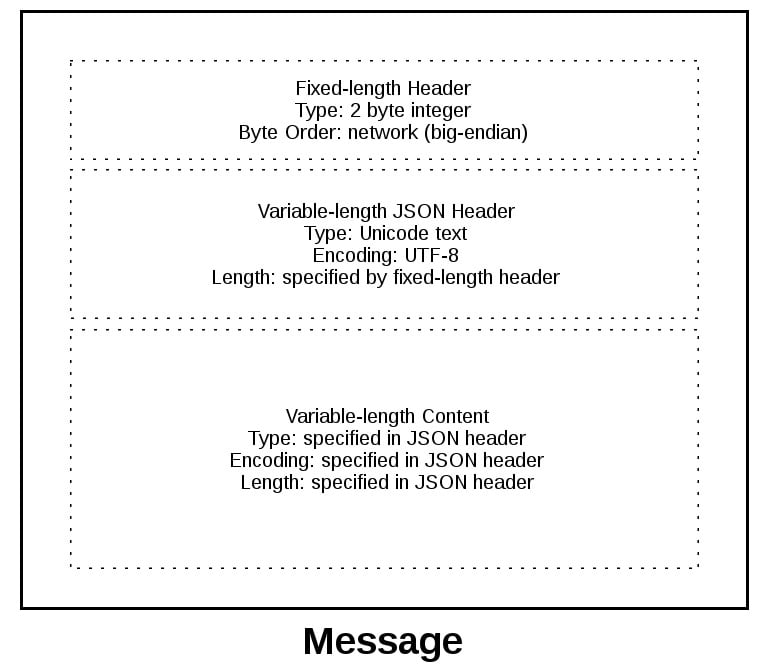 Fixed-length Header
Type: 2 byte integer
Byte Order: network (big-endian)
Variable-length JSON Header
Type: Unicode text
Encoding: UTF-8
Length: specified by fixed-length header
Variable-length Content
Type: specified in JSON header
Encoding: specified in JSON header
Length: specified in JSON header
Message